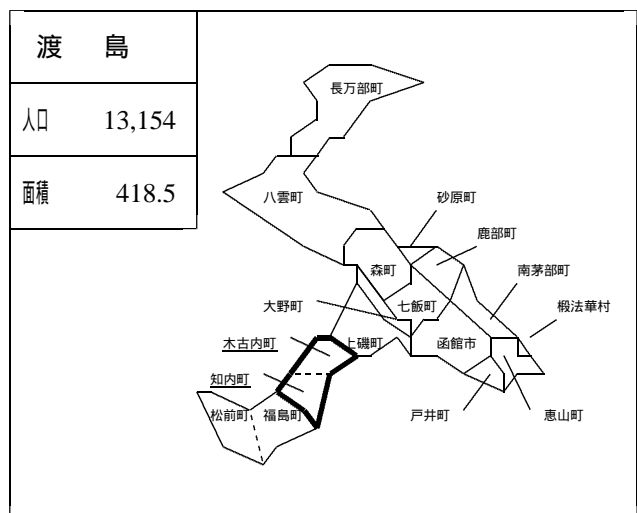 渡 島
人口 13,154
面積 418.5
長万部町
八雲町
砂原町
鹿部町
森町
南茅部町
大野町
七飯町
椴法華村
木古内町
上磯町
函館市
知内町
松前町
福島町
戸井町
恵山町